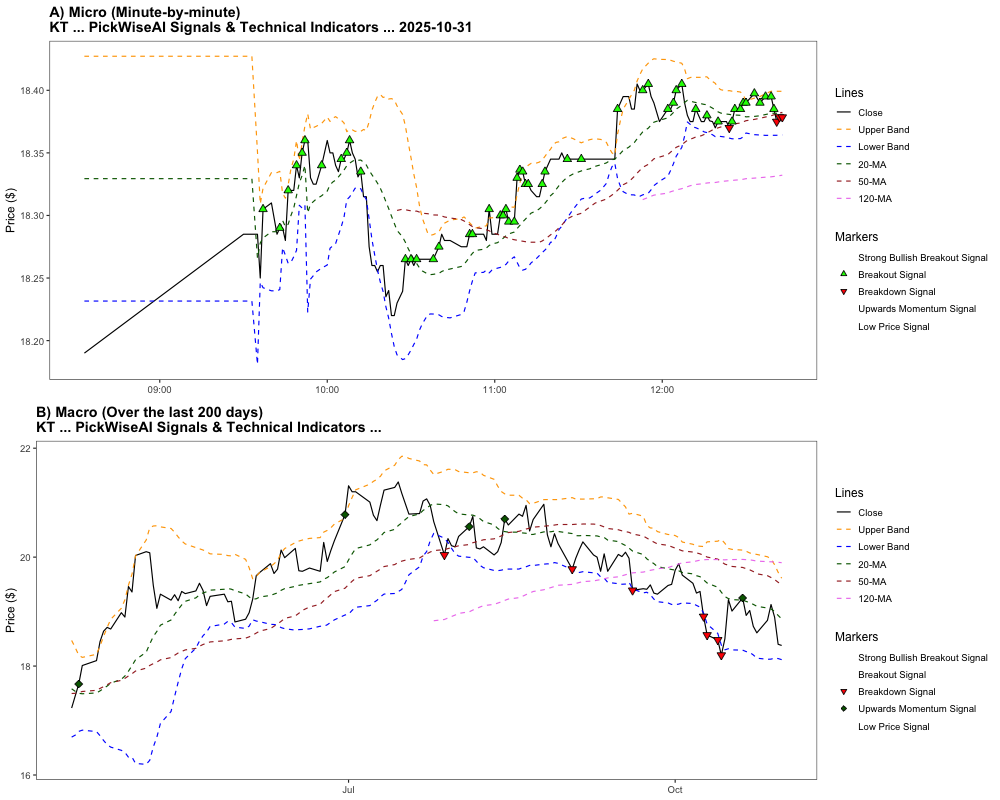 A) Micro (Minute-by-minute)
KT ... PickWiseAI Signals & Technical Indicators ... 2025-10-31
Price ($)
18.40
18.35
18.30
18.25
18.20
09:00
10:00
11:00
12:00
Lines
Close
Upper Band
Lower Band
20-MA
50-MA
120-MA
Markers
Strong Bullish Breakout Signal
Breakout Signal
Breakdown Signal
Upwards Momentum Signal
Low Price Signal
B) Macro (Over the last 200 days)
KT ... PickWiseAI Signals & Technical Indicators ...
Price ($)
22
20
18
16
Jul
Oct
Lines
Close
Upper Band
Lower Band
20-MA
50-MA
120-MA
Markers
Strong Bullish Breakout Signal
Breakout Signal
Breakdown Signal
Upwards Momentum Signal
Low Price Signal